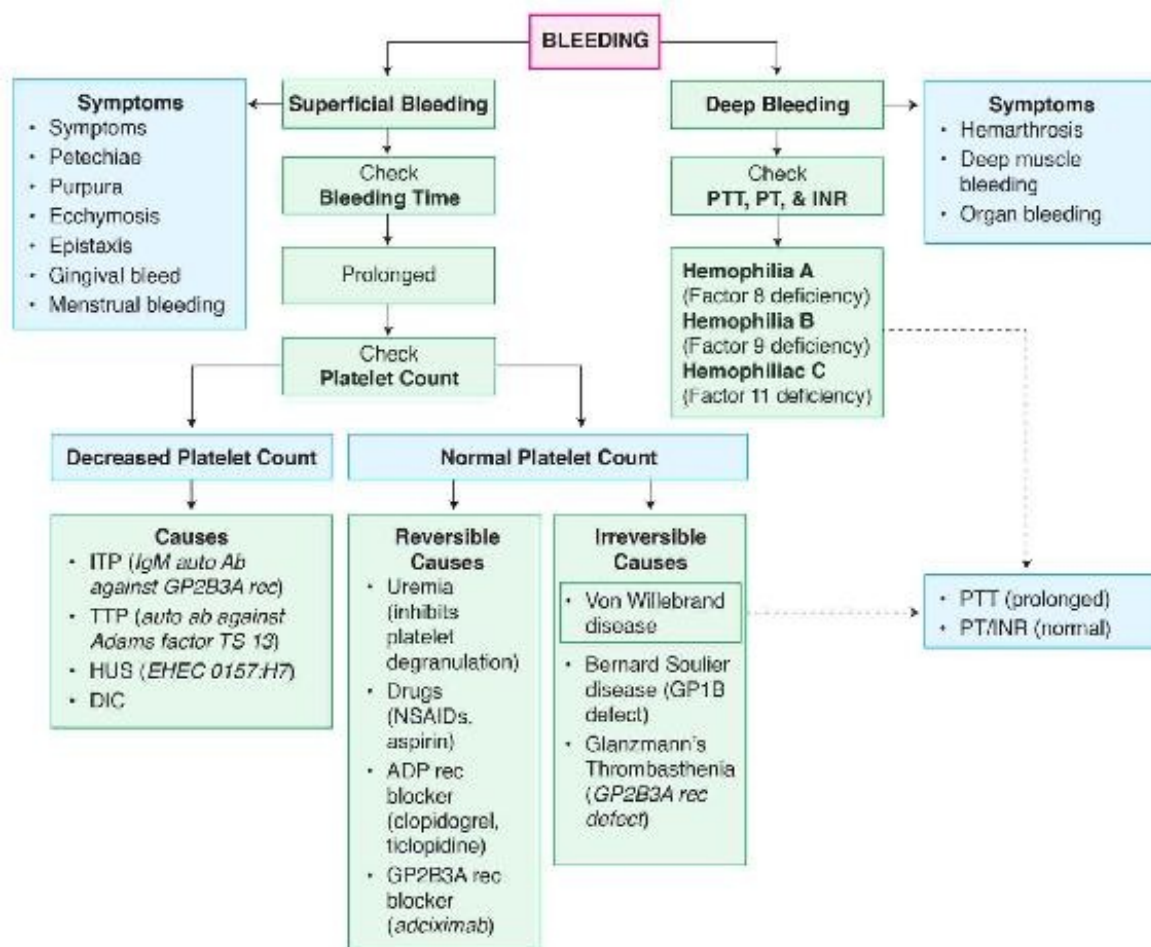 BLEEDING
Superficial Bleeding
Deep Bleeding
Symptoms
• Symptoms
• Petechiae
• Purpura
• Ecchymosis
• Epistaxis
• Gingival bleed
• Menstrual bleeding
Check
Bleeding Time
Prolonged
Check
Platelet Count
Check
PTT, PT, & INR
Symptoms
• Hemarthrosis
• Deep muscle
bleeding
• Organ bleeding
Hemophilia A
(Factor 8 deficiency)
Hemophilia B
(Factor 9 deficiency)
Hemophiliac C
(Factor 11 deficiency)
Decreased Platelet Count
Normal Platelet Count
Causes
• ITP (IgM auto Ab
against GP2B3A rec)
• TTP (auto ab against
Adams factor TS 13)
• HUS (EHEC 0157:H7)
• DIC
Reversible
Causes
• Uremia
(inhibits
platelet
degranulation)
• Drugs
(NSAIDs,
aspirin)
• ADP rec
blocker
(clopidogrel,
ticlopidine)
• GP2B3A rec
blocker
(adciximab)
Irreversible
Causes
• Von Willebrand
disease
• Bernard Soulier
disease (GP1B
defect)
• Glanzmann's
Thrombasthenia
(GP2B3A rec
defect)
• PTT (prolonged)
• PT/INR (normal)